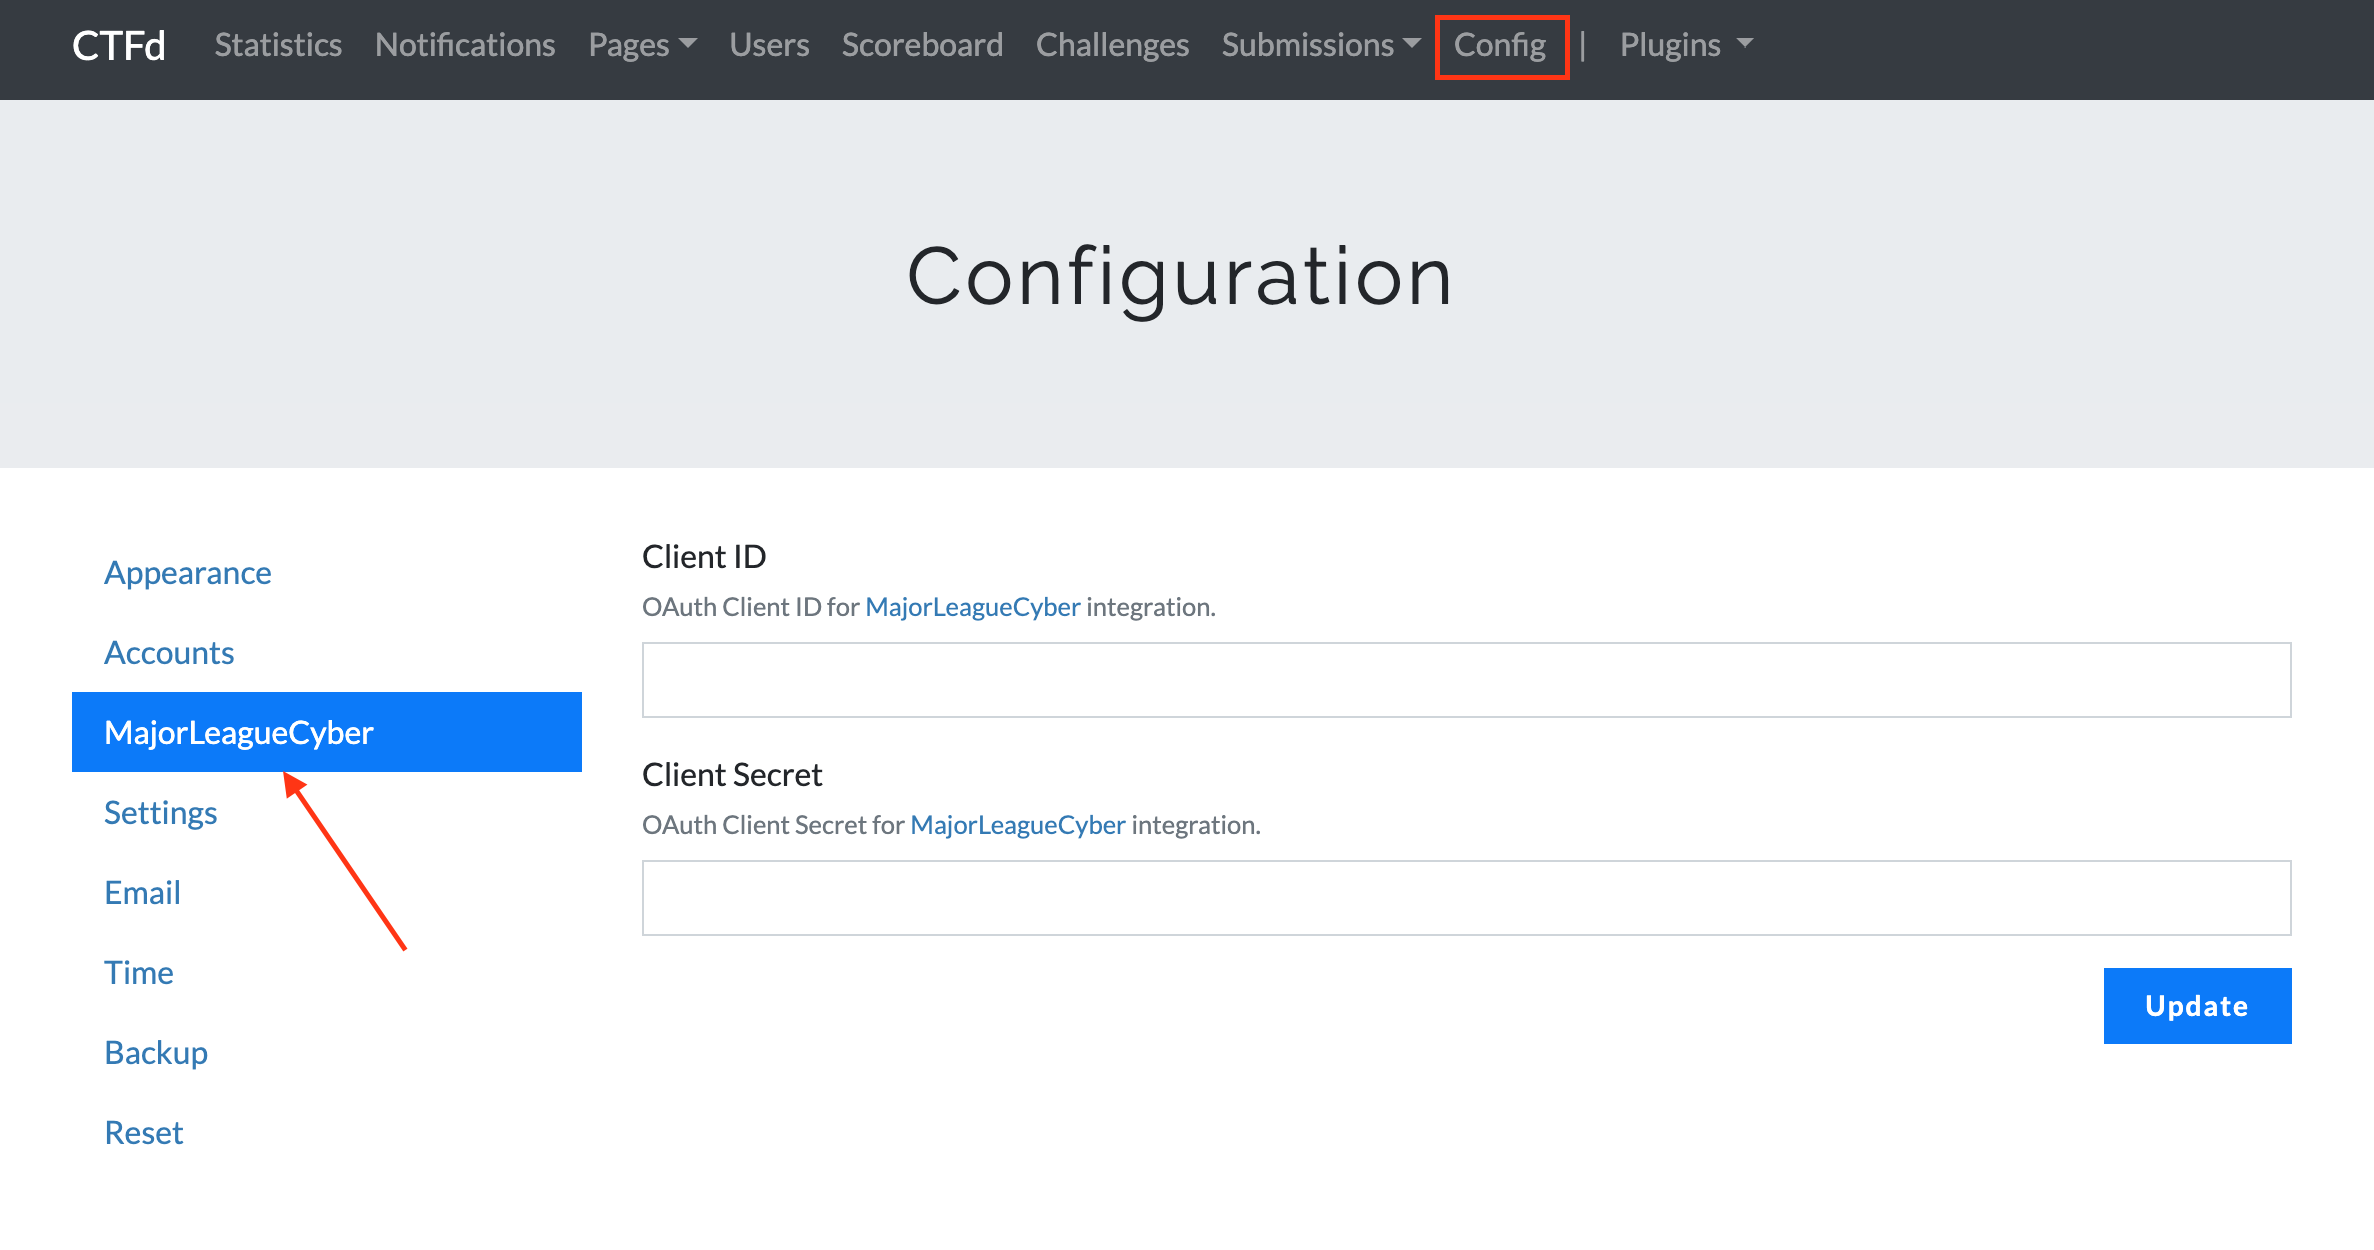 CTFd Statistics Notifications Pages Users Scoreboard Challenges Submissions Config | Plugins
Configuration
Appearance
Accounts
MajorLeagueCyber
Settings
Email
Time
Backup
Reset
Client ID
OAuth Client ID for MajorLeagueCyber integration.
Client Secret
OAuth Client Secret for MajorLeagueCyber integration.
Update